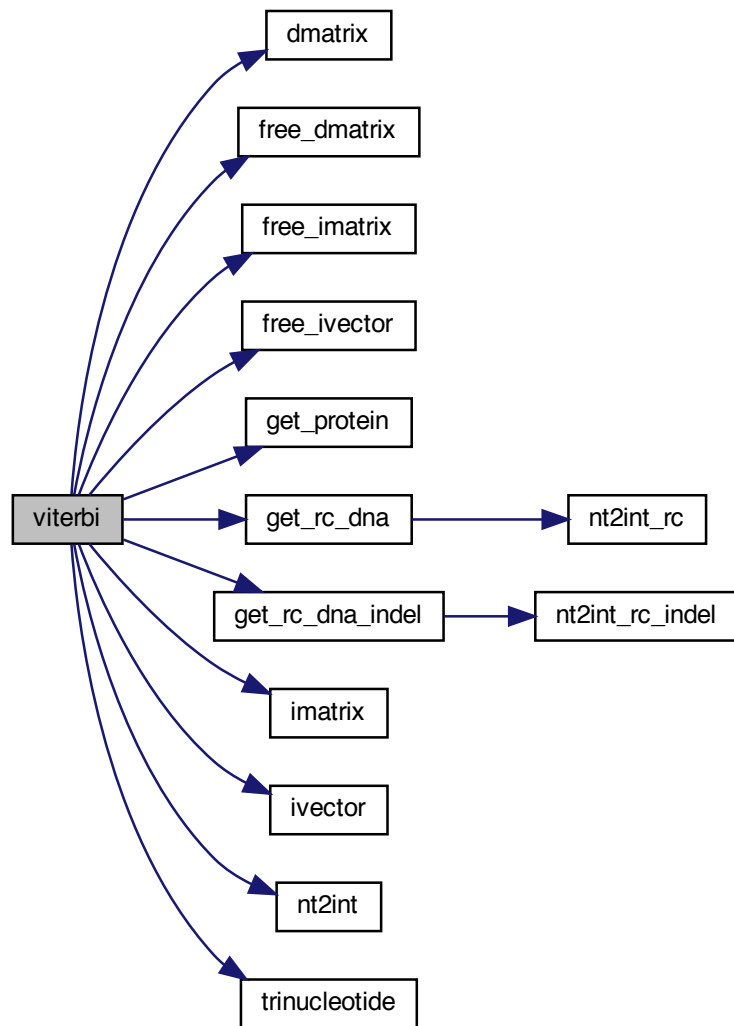 dmatrix
free_dmatrix
free_imatrix
free_ivector
get_protein
viterbi
get_rc_dna
nt2int_rc
get_rc_dna_indel
nt2int_rc_indel
imatrix
ivector
nt2int
trinucleotide